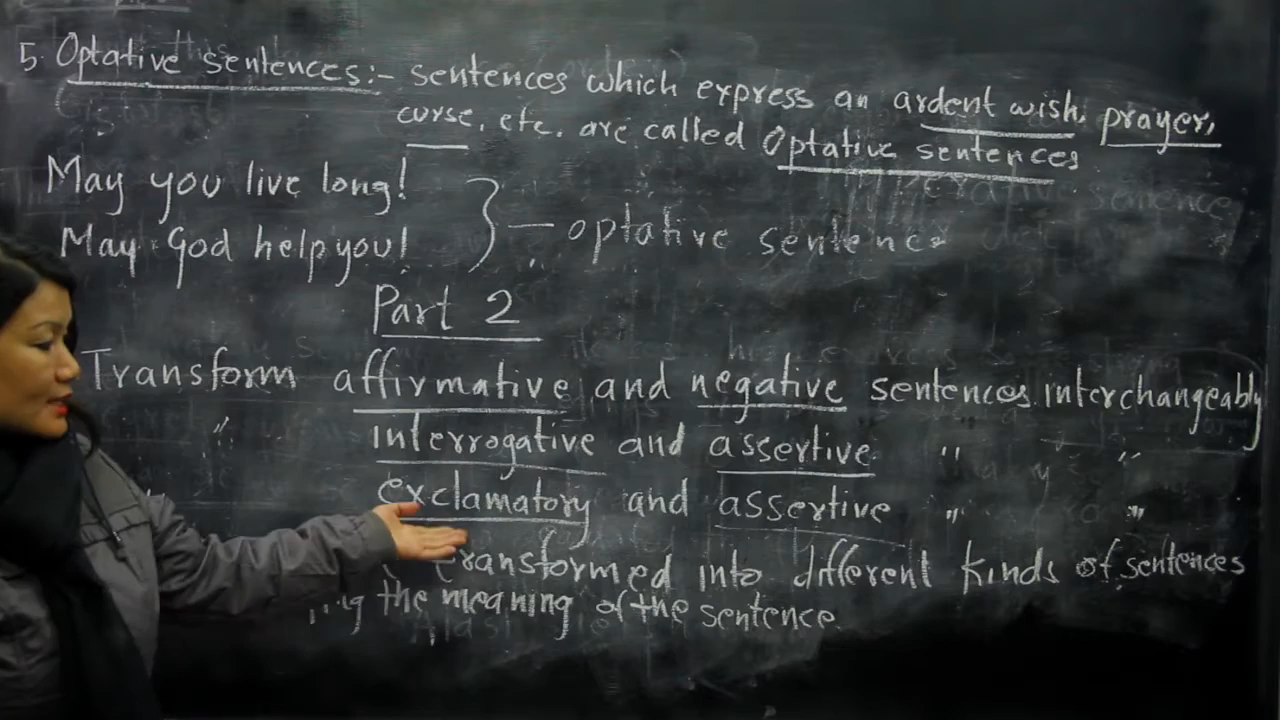 5. Optative sentences:- sentences which express an ardent wish, prayer,
curse, etc. are called Optative sentences
May you live long!
May God help you! } — optative sentence
Part 2
Transform affirmative and negative sentences interchangeably
" interrogative and assertive " "
exclamatory and assertive " "
transformed into different kinds of sentences
the meaning of the sentence.